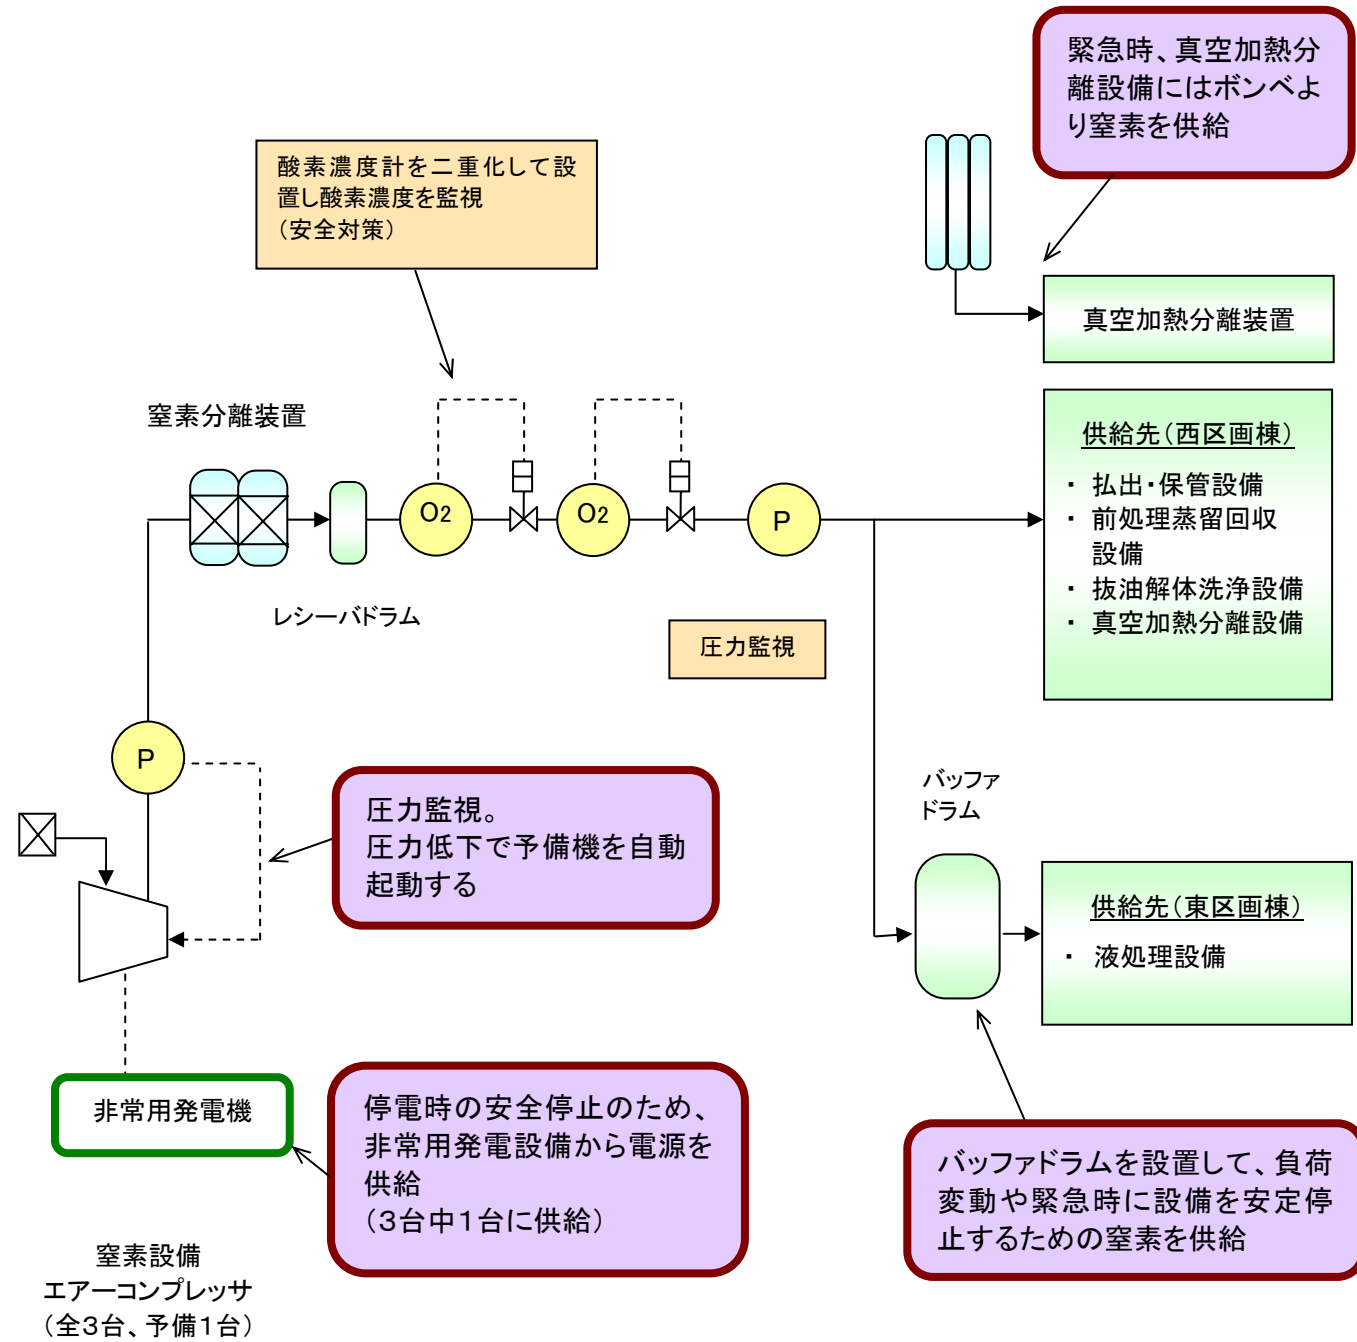 緊急時、真空加熱分
離設備にはボンベよ
り窒素を供給
酸素濃度計を二重化して設
置し酸素濃度を監視
（安全対策）
真空加熱分離装置
窒素分離装置
供給先（西区画棟）
・ 払出・保管設備
・ 前処理蒸留回収
設備
・ 抜油解体洗浄設備
・ 真空加熱分離設備
O2
O2
P
レシーバドラム
圧力監視
P
バッファ
ドラム
圧力監視。
圧力低下で予備機を自動
起動する
供給先（東区画棟）
・ 液処理設備
非常用発電機
停電時の安全停止のため、
非常用発電設備から電源を
供給
（３台中１台に供給）
バッファドラムを設置して、負荷
変動や緊急時に設備を安定停
止するための窒素を供給
窒素設備
エアーコンプレッサ
（全３台、予備１台）